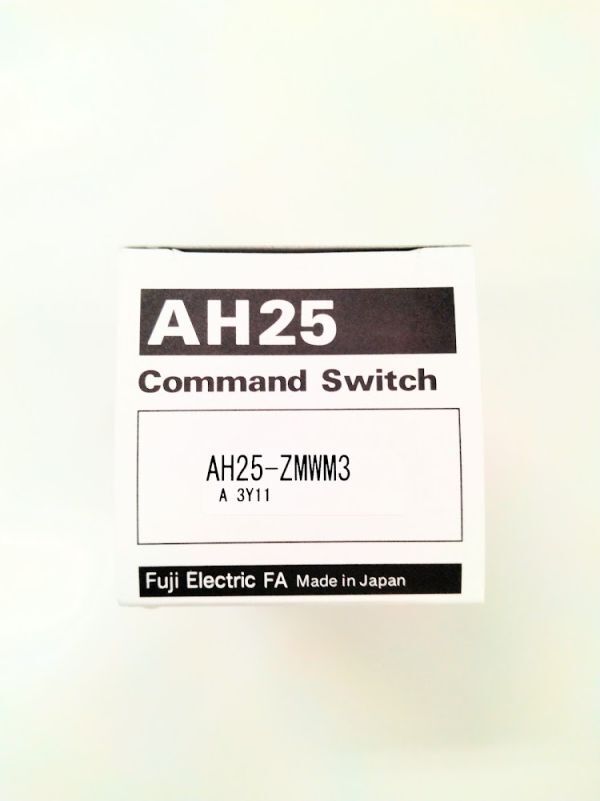 AH25
Command Switch
AH25-ZMWM3
A 3Y11
Fuji Electric FA Made in Japan